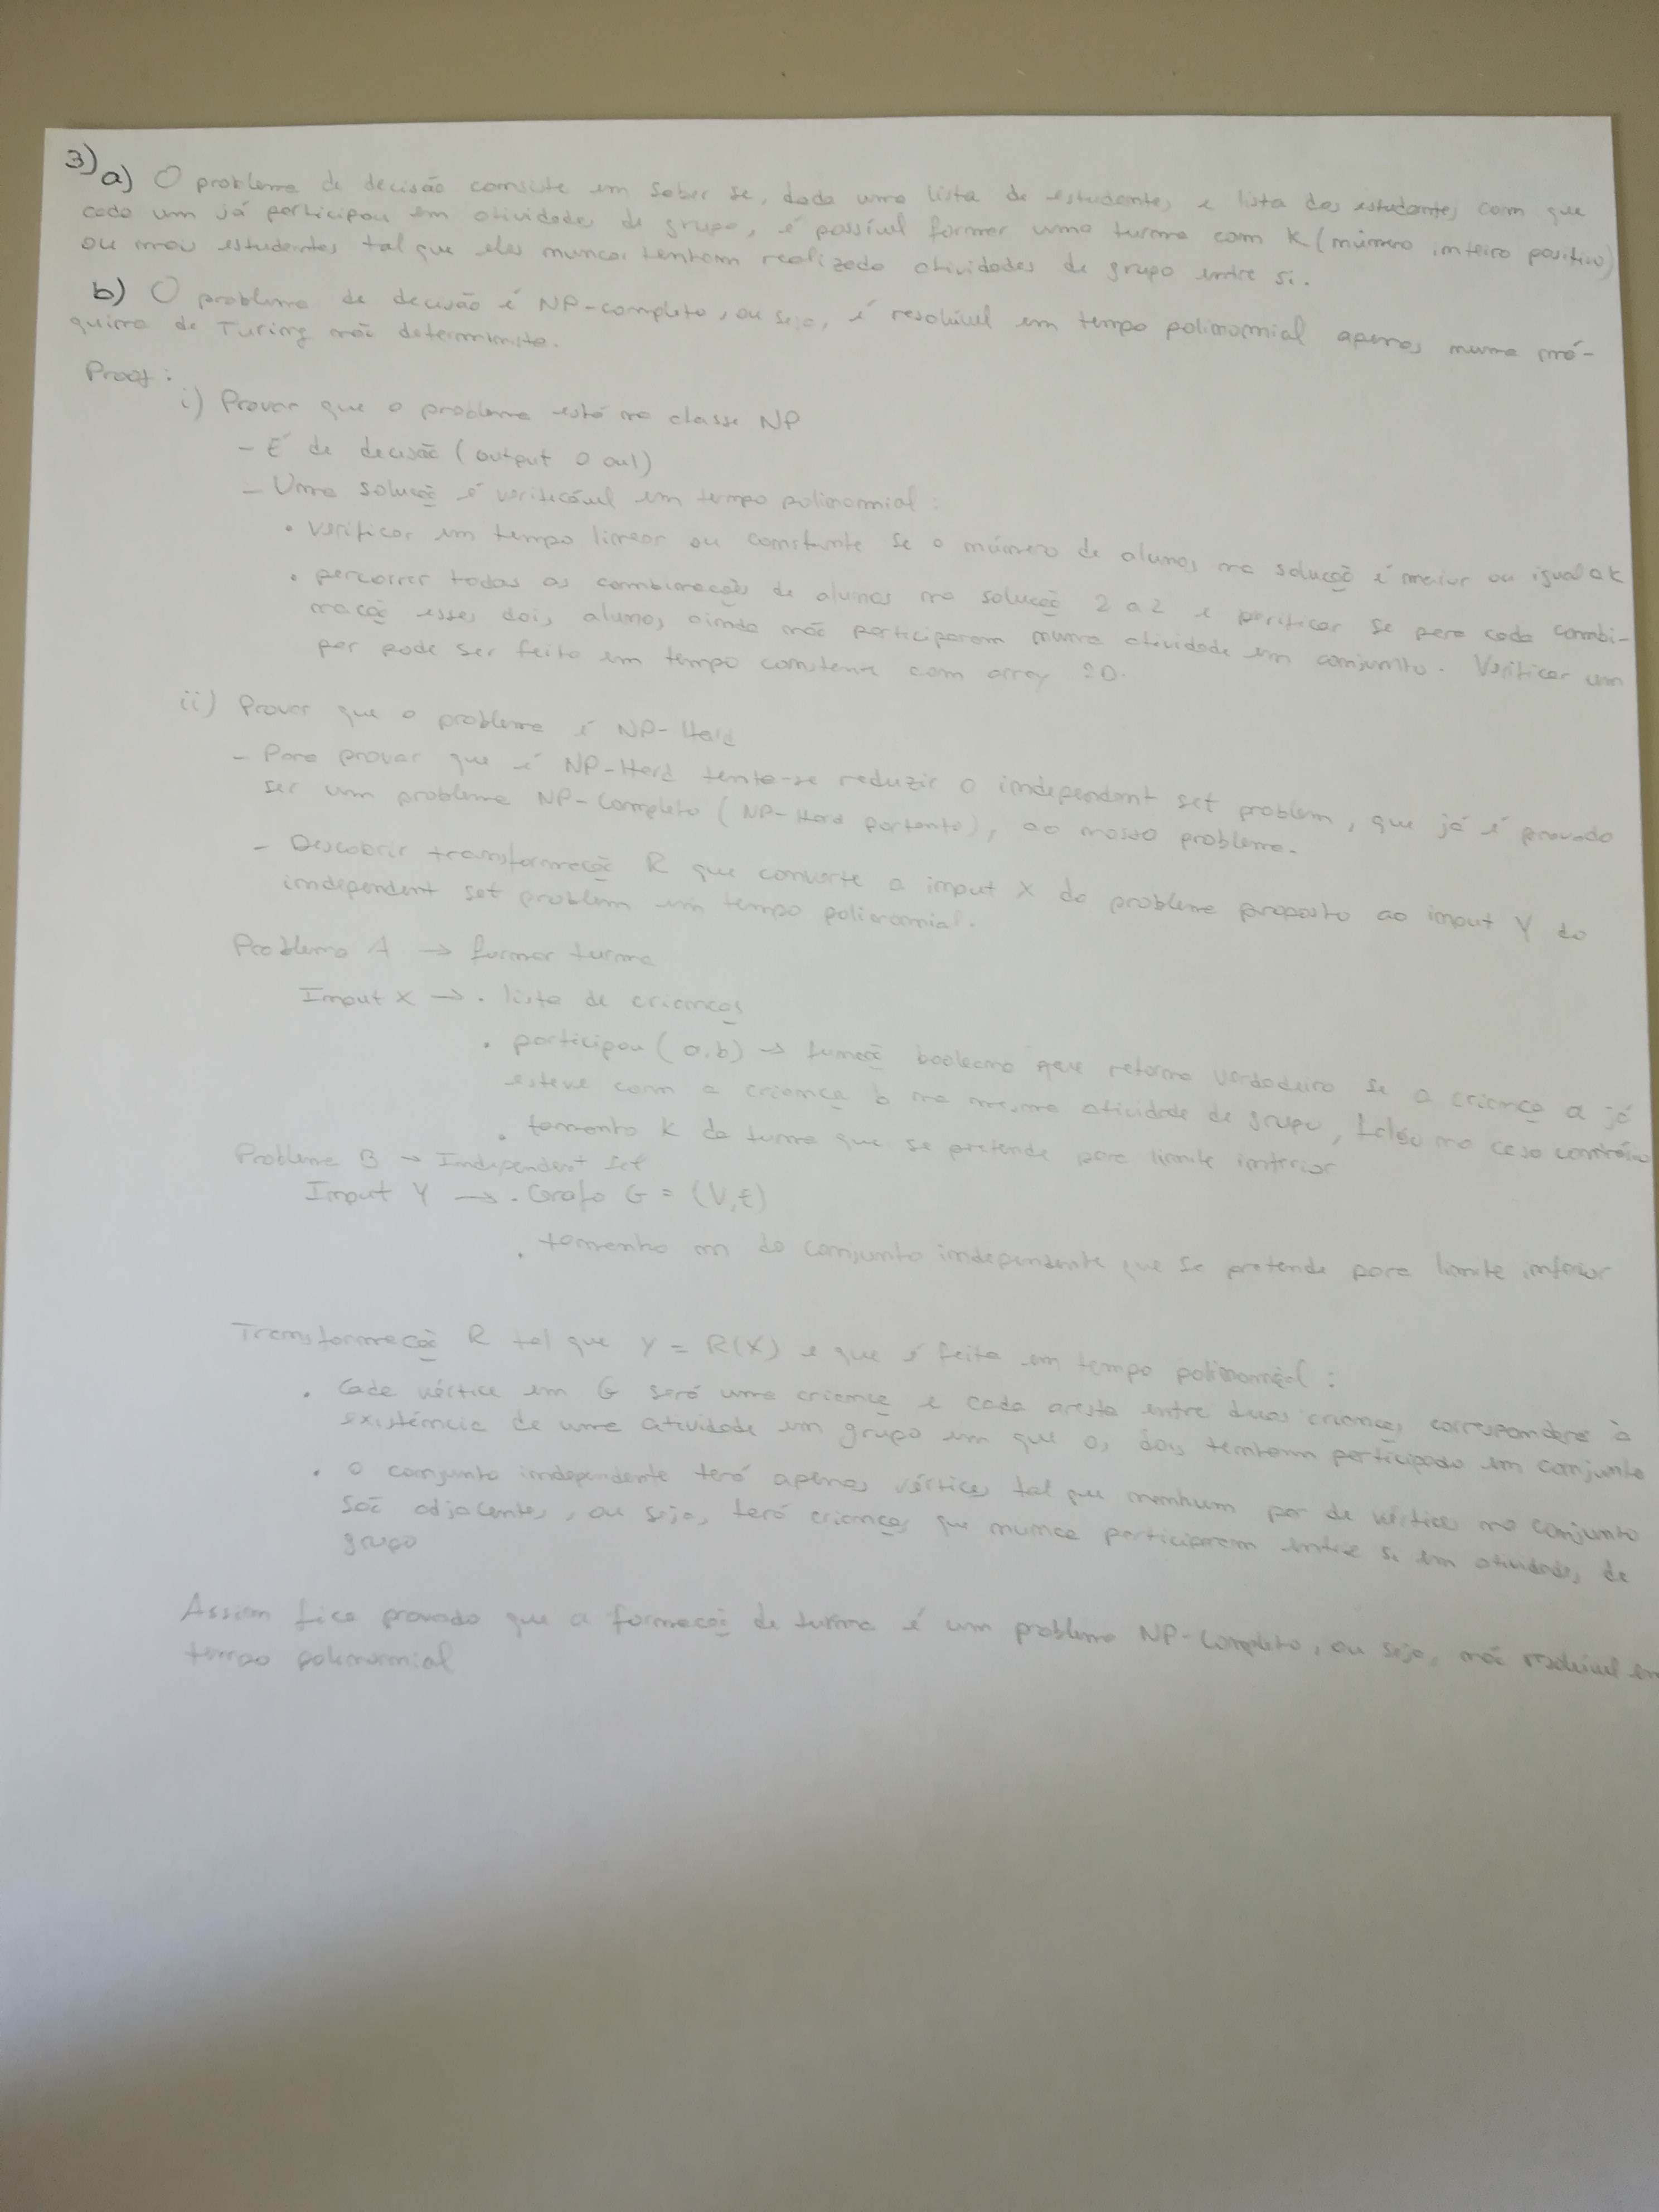 3) a) O problema de decisão consiste em saber se, dada uma lista de estudantes e lista dos estudantes com que
cada um já participou em atividades de grupo, é possível formar uma turma com K (número inteiro positivo)
ou mais estudantes tal que eles nunca tenham realizado atividades de grupo entre si.
b) O problema de decisão é NP-completo, ou seja, é resolúvel em tempo polinomial apenas numa má-
quina de Turing não determinista.
Proof:
i) Provar que o problema está na classe NP
- É de decisão (output 0 ou 1)
- Uma solução é verificável em tempo polinomial:
• Verificar em tempo linear ou constante se o número de alunos na solução é maior ou igual a K
• percorrer todas as combinações de alunos na solução 2 a 2 e verificar se para cada combi-
nação esses dois alunos ainda não participaram numa atividade em conjunto. Verificar um
par pode ser feito em tempo constante com array 2D.
ii) Provar que o problema é NP-Hard
- Para provar que é NP-Hard tenta-se reduzir o independent set problem, que já é provado
ser um problema NP-Completo (NP-Hard portanto), ao nosso problema.
- Descobrir transformação R que converte a input X do problema proposto ao input Y do
independent set problem em tempo polinomial.
Problema A → formar turma
Input X → • lista de crianças
• participou (a,b) → função booleana que retorna verdadeiro se a criança a já
esteve com a criança b na mesma atividade de grupo, falso no caso contrário
• tamanho K da turma que se pretende para limite inferior
Problema B → Independent Set
Input Y → • Grafo G = (V,E)
• tamanho m do conjunto independente que se pretende para limite inferior
Transformação R tal que Y = R(X) e que é feita em tempo polinomial:
• Cada vértice em G será uma criança e cada aresta entre duas crianças corresponderá à
existência de uma atividade em grupo em que os dois tenham participado em conjunto
• O conjunto independente terá apenas vértices tal que nenhum par de vértices no conjunto
são adjacentes, ou seja, terá crianças que nunca participaram entre si em atividades de
grupo
Assim fica provado que a formação de turma é um problema NP-Completo, ou seja, não resolúvel em
tempo polinomial